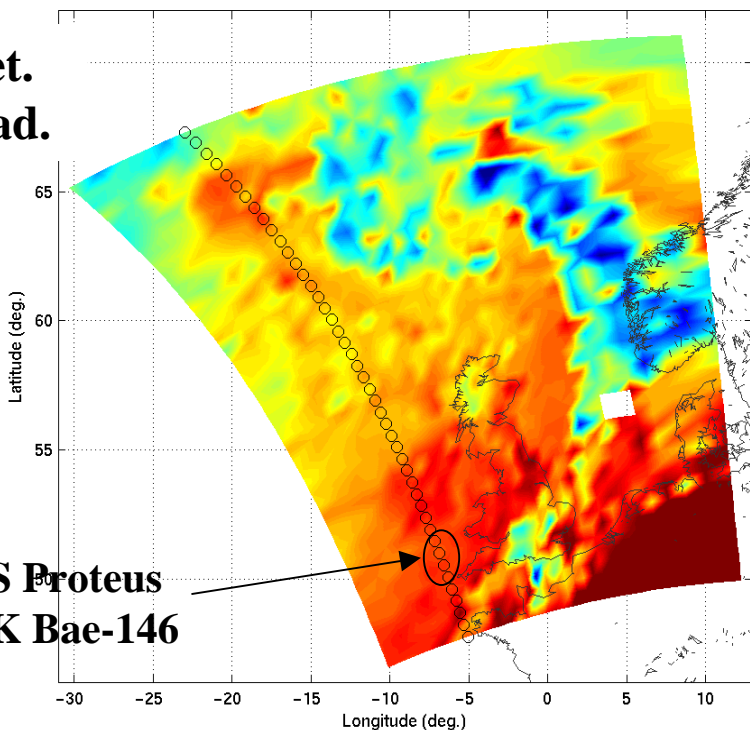 et.
ad.
65
60
55
50
Latitude (deg.)
S Proteus
K Bae-146
-30 -25 -20 -15 -10 -5 0 5 10
Longitude (deg.)